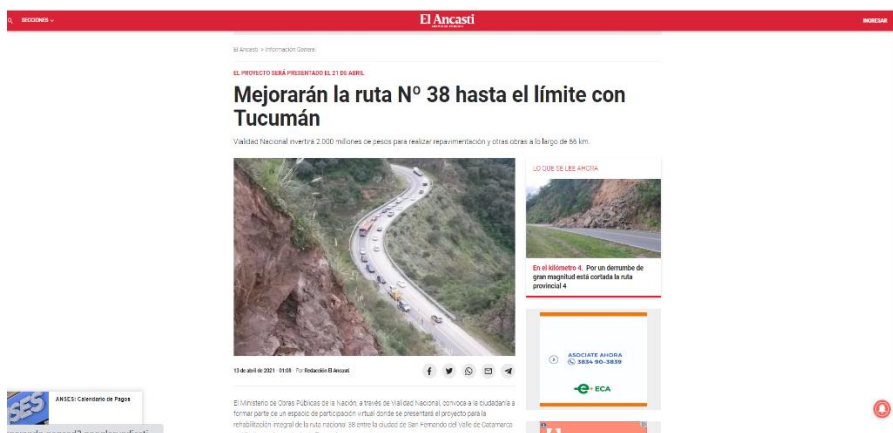 SECCIONES
El Ancasti
INGRESAR
El Ancasti > Información General
EL PROYECTO SERÁ PRESENTADO EL 21 DE ABRIL
Mejorarán la ruta Nº 38 hasta el límite con
Tucumán
Vialidad Nacional invertirá 2.000 millones de pesos para realizar repavimentación y otras obras a lo largo de 66 km.
LO QUE SE LEE AHORA
En el kilómetro 4. Por un derrumbe de
gran magnitud está cortada la ruta
provincial 4
ASOCIATE AHORA
3834 90-3839
ECA
13 de abril de 2021 - 01:08 - Por Redacción El Ancasti
ANSES: Calendario de Pagos
El Ministerio de Obras Públicas de la Nación, a través de Vialidad Nacional, convoca a la ciudadanía a
formar parte de un espacio de participación virtual donde se presentará el proyecto para la
rehabilitación integral de la ruta nacional 38 entre la ciudad de San Fernando del Valle de Catamarca